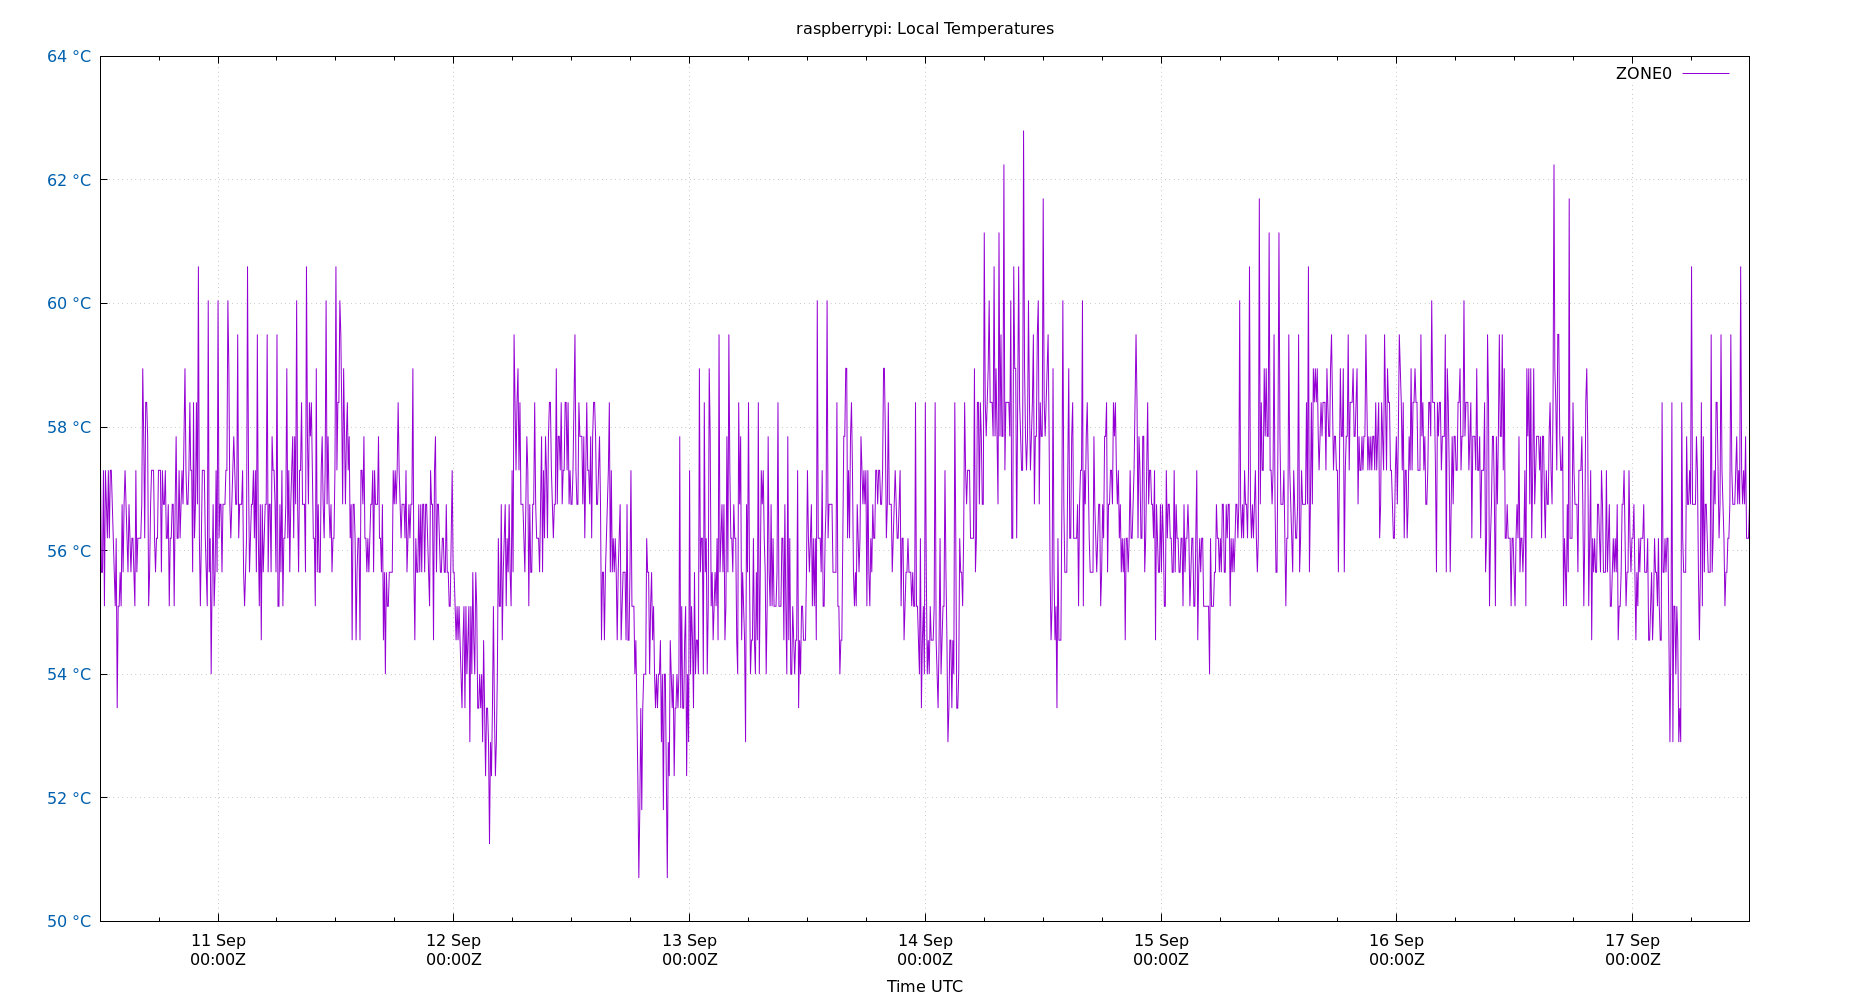 raspberrypi: Local Temperatures
64 °C
ZONE0
62 °C
60 °C
58 °C
56 °C
54 °C
52 °C
50 °C
11 Sep 12 Sep 13 Sep 14 Sep 15 Sep 16 Sep 17 Sep
00:00Z 00:00Z 00:00Z 00:00Z 00:00Z 00:00Z 00:00Z
Time UTC